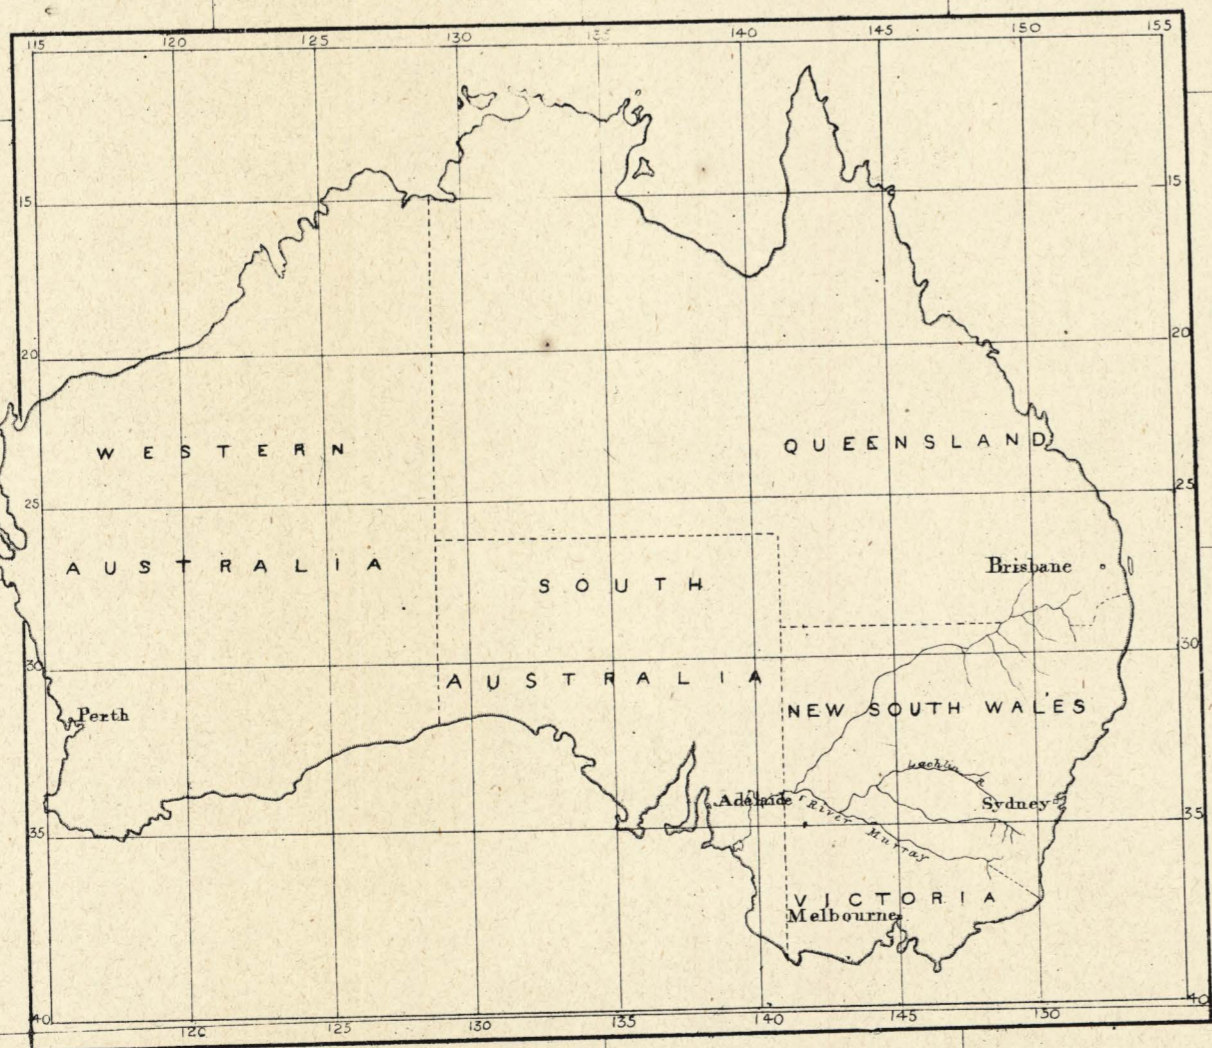 115 120 125 130 135 140 145 150 155
15 15
20 20
WESTERN QUEENSLAND
25 25
AUSTRALIA SOUTH Brisbane
30 30
AUSTRALIA NEW SOUTH WALES
Perth
Lachlan
Adelaide River Murray Sydney
35 35
VICTORIA
Melbourne
40 40
120 125 130 135 140 145 150